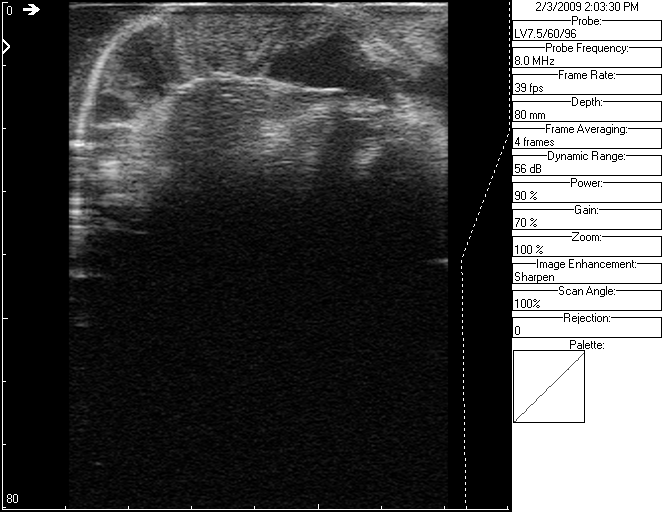 0
80
2/3/2009 2:03:30 PM
Probe:
LV7.5/60/96
Probe Frequency:
8.0 MHz
Frame Rate:
39 fps
Depth:
80 mm
Frame Averaging:
4 frames
Dynamic Range:
56 dB
Power:
90 %
Gain:
70 %
Zoom:
100 %
Image Enhancement:
Sharpen
Scan Angle:
100%
Rejection:
0
Palette: